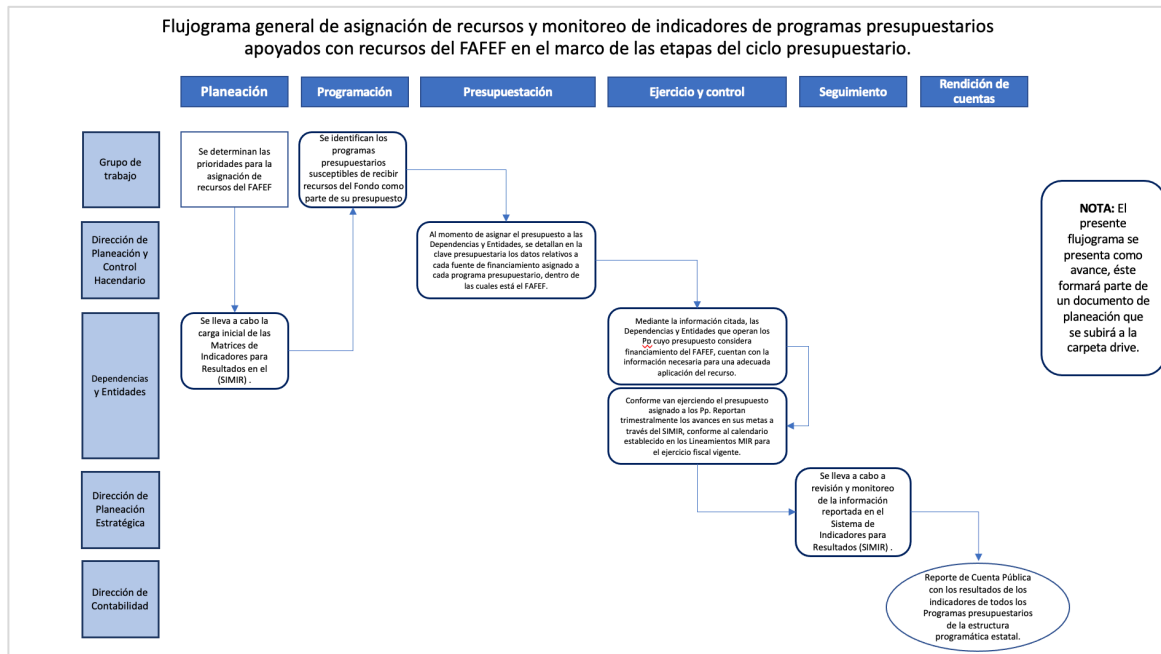 Flujograma general de asignación de recursos y monitoreo de indicadores de programas presupuestarios
apoyados con recursos del FAFEF en el marco de las etapas del ciclo presupuestario.
Planeación
Programación
Presupuestación
Ejercicio y control
Seguimiento
Rendición de
cuentas
Grupo de
trabajo
Se determinan las
prioridades para la
asignación de
recursos del FAFEF
Se identifican los
programas
presupuestarios
susceptibles de recibir
recursos del Fondo como
parte de su presupuesto
Dirección de
Planeación y
Control
Hacendario
Al momento de asignar el presupuesto a las
Dependencias y Entidades, se detallan en la
clave presupuestaria los datos relativos a
cada fuente de financiamiento asignado a
cada programa presupuestario, dentro de
las cuales está el FAFEF.
NOTA: El
presente
flujograma se
presenta como
avance, éste
formará parte de
un documento de
planeación que
se subirá a la
carpeta drive.
Dependencias
y Entidades
Se lleva a cabo la
carga inicial de las
Matrices de
Indicadores para
Resultados en el
(SIMIR) .
Mediante la información citada, las
Dependencias y Entidades que operan los
Pp cuyo presupuesto considera
financiamiento del FAFEF, cuentan con la
información necesaria para una adecuada
aplicación del recurso.
Conforme van ejerciendo el presupuesto
asignado a los Pp. Reportan
trimestralmente los avances en sus metas a
través del SIMIR, conforme al calendario
establecido en los Lineamientos MIR para
el ejercicio fiscal vigente.
Dirección de
Planeación
Estratégica
Se lleva a cabo a
revisión y monitoreo
de la información
reportada en el
Sistema de
Indicadores para
Resultados (SIMIR) .
Dirección de
Contabilidad
Reporte de Cuenta Pública
con los resultados de los
indicadores de todos los
Programas presupuestarios
de la estructura
programática estatal.